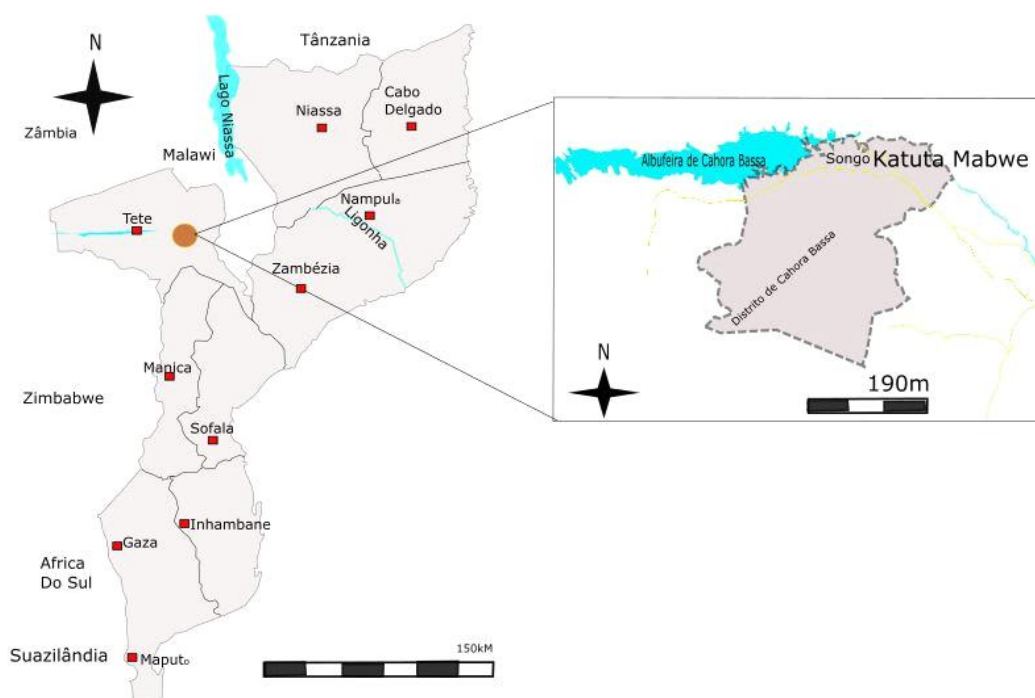 N
Tânzania
Zâmbia
Lago Niassa
Niassa
Cabo
Delgado
Malawi
Tete
Nampula
Ligonha
Zambézia
Manica
Zimbabwe
Sofala
Inhambane
Gaza
Africa
Do Sul
Suazilândia
Maputo
150kM
Albufeira de Cahora Bassa
Songo
Katuta Mabwe
Distrito de Cahora Bassa
N
190m